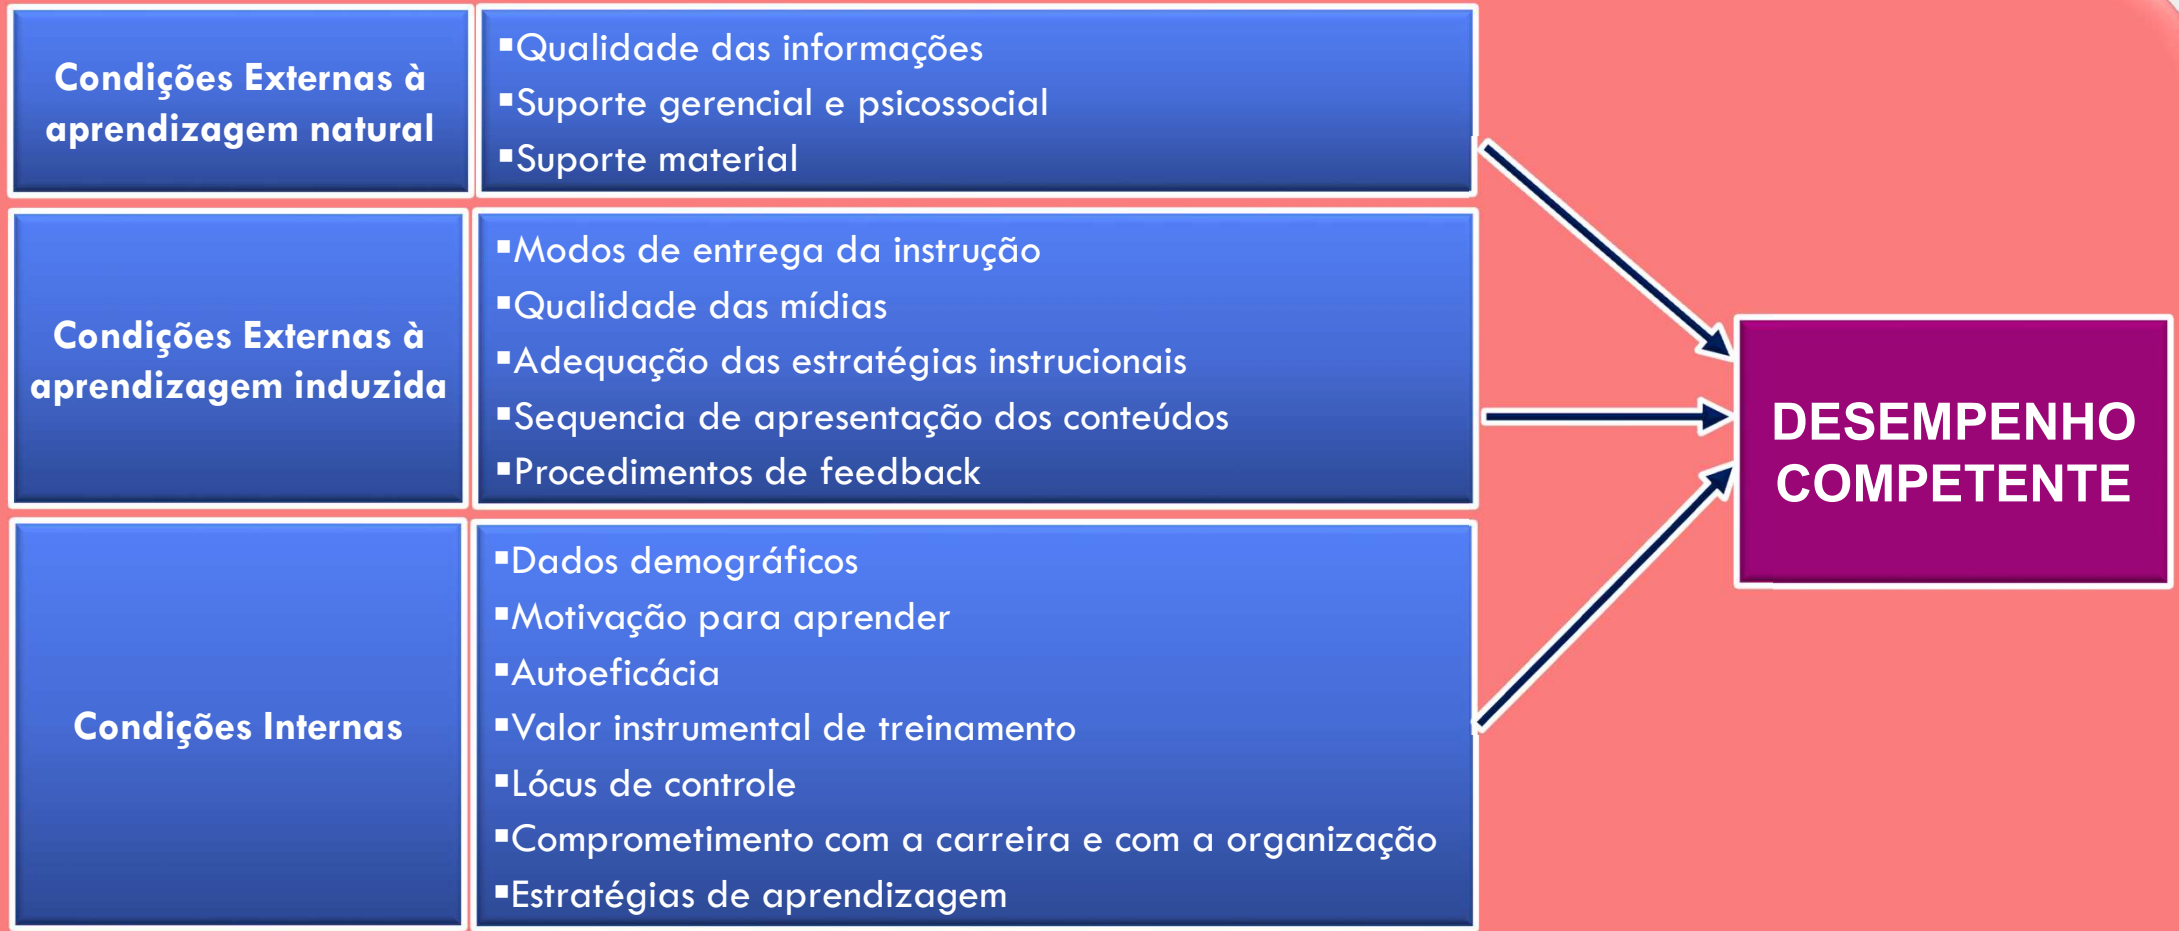 Condições Externas à
aprendizagem natural
▪Qualidade das informações
▪Suporte gerencial e psicossocial
▪Suporte material
Condições Externas à
aprendizagem induzida
▪Modos de entrega da instrução
▪Qualidade das mídias
▪Adequação das estratégias instrucionais
▪Sequencia de apresentação dos conteúdos
▪Procedimentos de feedback
Condições Internas
▪Dados demográficos
▪Motivação para aprender
▪Autoeficácia
▪Valor instrumental de treinamento
▪Lócus de controle
▪Comprometimento com a carreira e com a organização
▪Estratégias de aprendizagem
DESEMPENHO
COMPETENTE